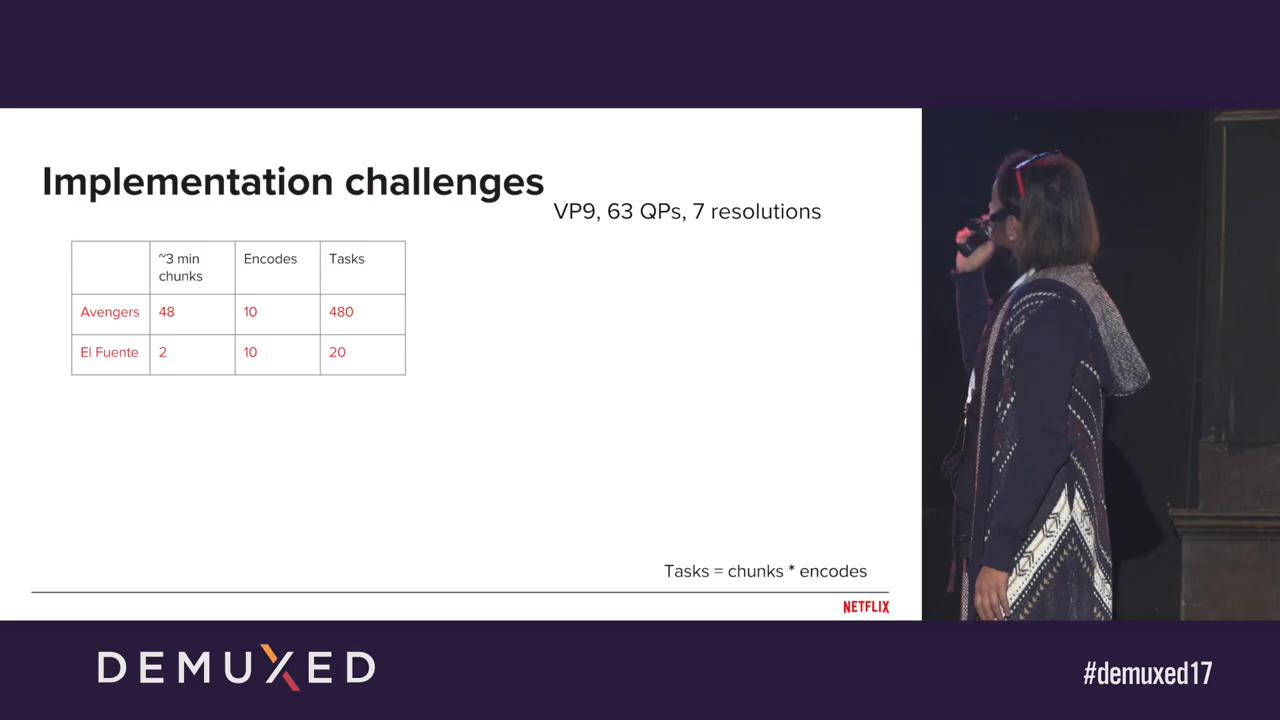 Implementation challenges
VP9, 63 QPs, 7 resolutions
~3 min
chunks
Encodes
Tasks
Avengers
48
10
480
El Fuente
2
10
20
Tasks = chunks * encodes
NETFLIX
DEMUXED
#demuxed17